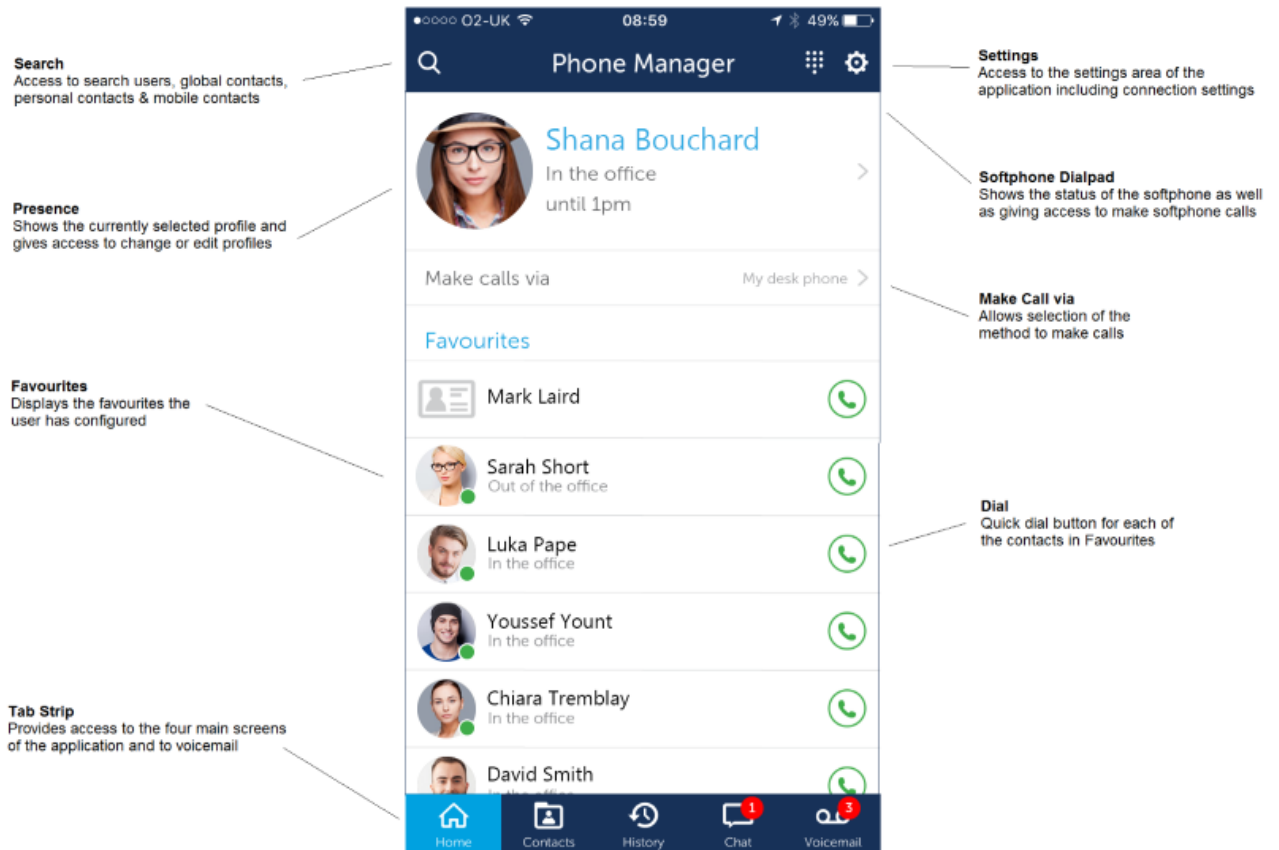 ●○○○○ O2-UK 08:59 49%
Phone Manager
Search
Access to search users, global contacts,
personal contacts & mobile contacts
Settings
Access to the settings area of the
application including connection settings
Shana Bouchard
In the office
until 1pm
Presence
Shows the currently selected profile and
gives access to change or edit profiles
Softphone Dialpad
Shows the status of the softphone as well
as giving access to make softphone calls
Make calls via My desk phone
Make Call via
Allows selection of the
method to make calls
Favourites
Favourites
Displays the favourites the
user has configured
Mark Laird
Sarah Short
Out of the office
Luka Pape
In the office
Dial
Quick dial button for each of
the contacts in Favourites
Youssef Yount
In the office
Chiara Tremblay
In the office
Tab Strip
Provides access to the four main screens
of the application and to voicemail
David Smith
In the office
1 3
Home Contacts History Chat Voicemail